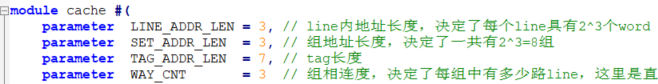 module cache #(
parameter LINE_ADDR_LEN = 3, // line内地址长度，决定了每个line具有2^3个word
parameter SET_ADDR_LEN = 3, // 组地址长度，决定了一共有2^3=8组
parameter TAG_ADDR_LEN = 7, // tag长度
parameter WAY_CNT = 3 // 组相连度，决定了每组中有多少路line，这里是直